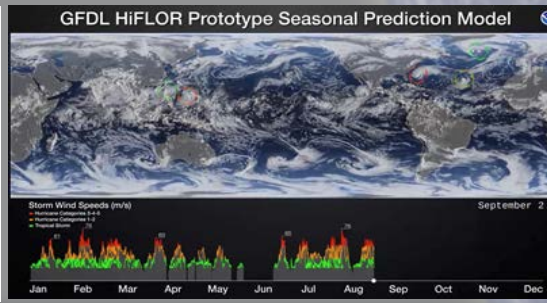 GFDL HiFLOR Prototype Seasonal Prediction Model
September 2
Storm Wind Speeds (m/s)
Hurricane Categories 3-4-5
Hurricane Categories 1-2
Tropical Storm
Jan Feb Mar Apr May Jun Jul Aug Sep Oct Nov Dec